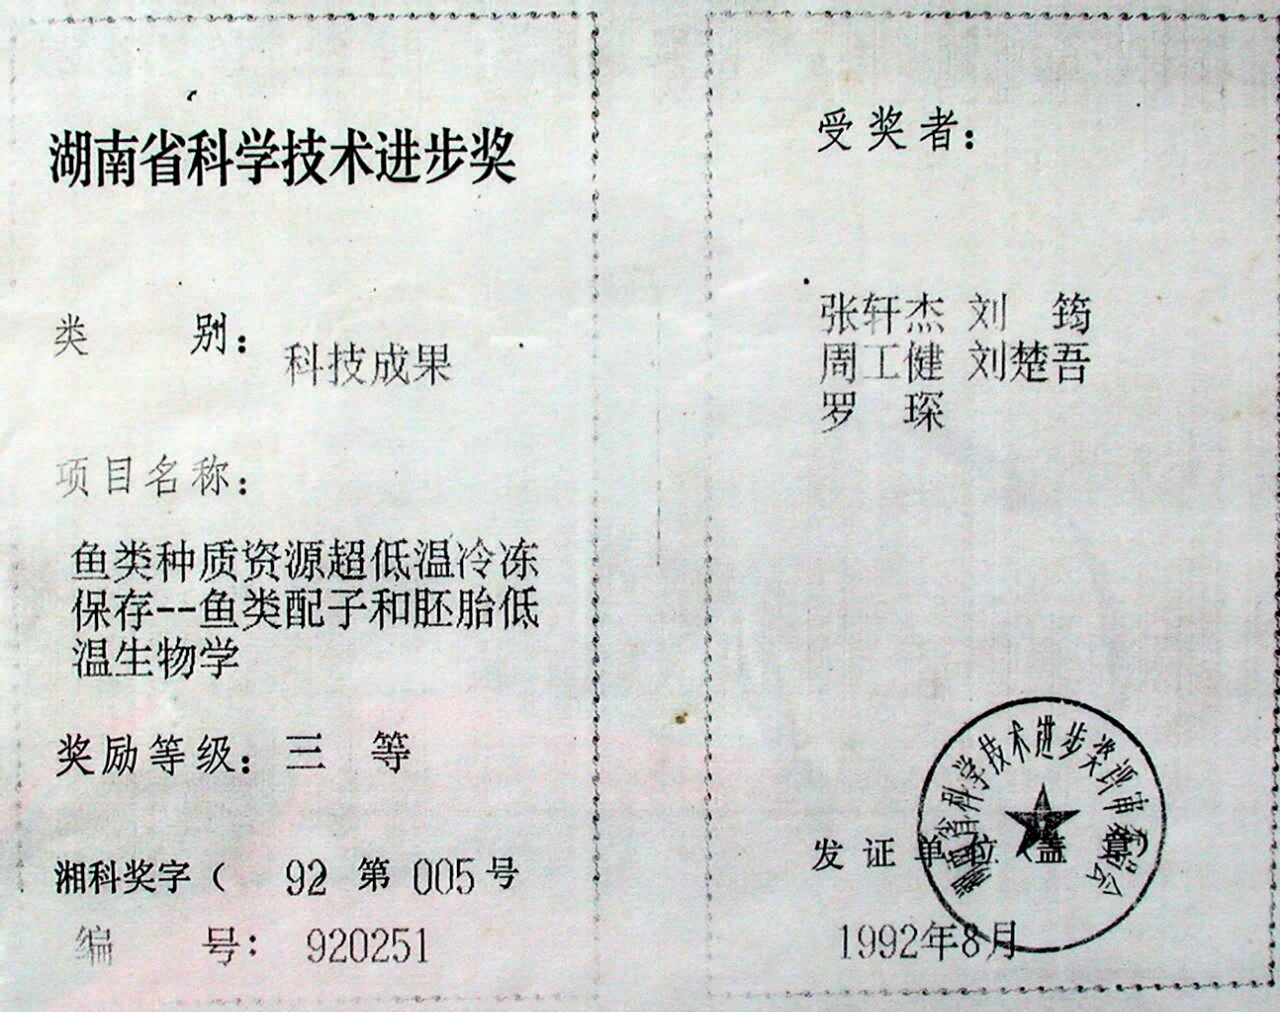 湖南省科学技术进步奖
类 别：
科技成果
项目名称：
鱼类种质资源超低温冷冻
保存--鱼类配子和胚胎低
温生物学
奖励等级：三 等
湘科奖字（ 92 第 005 号
编 号： 920251
受奖者：
张轩杰 刘 筠
周工健 刘楚吾
罗 琛
发证单位（盖 章）
湖南省科学技术进步奖评审委员会
1992年8月